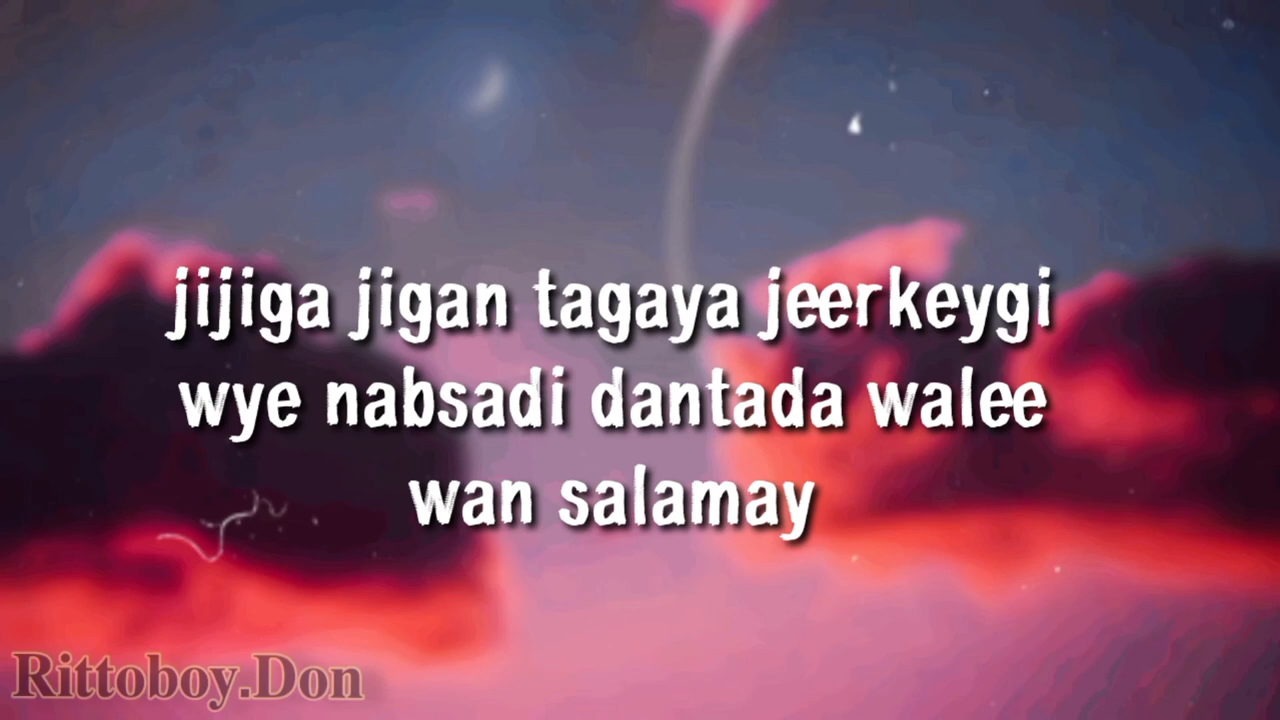 jijiga jigan tagaya jeerkeygi
wye nabsadi dantada walee
wan salamay
Rittoboy.Don